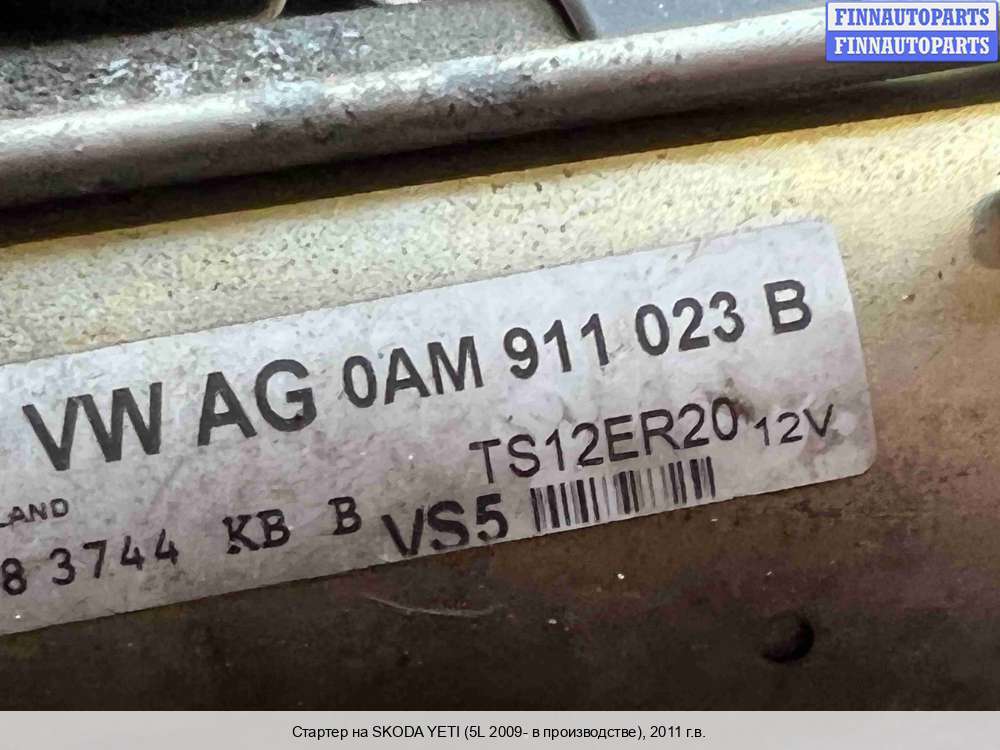 FINNAUTOPARTS
FINNAUTOPARTS
VW AG 0AM 911 023 B
TS12ER20 12V
LAND
8 3744 KB B VS5
Стартер на SKODA YETI (5L 2009- в производстве), 2011 г.в.